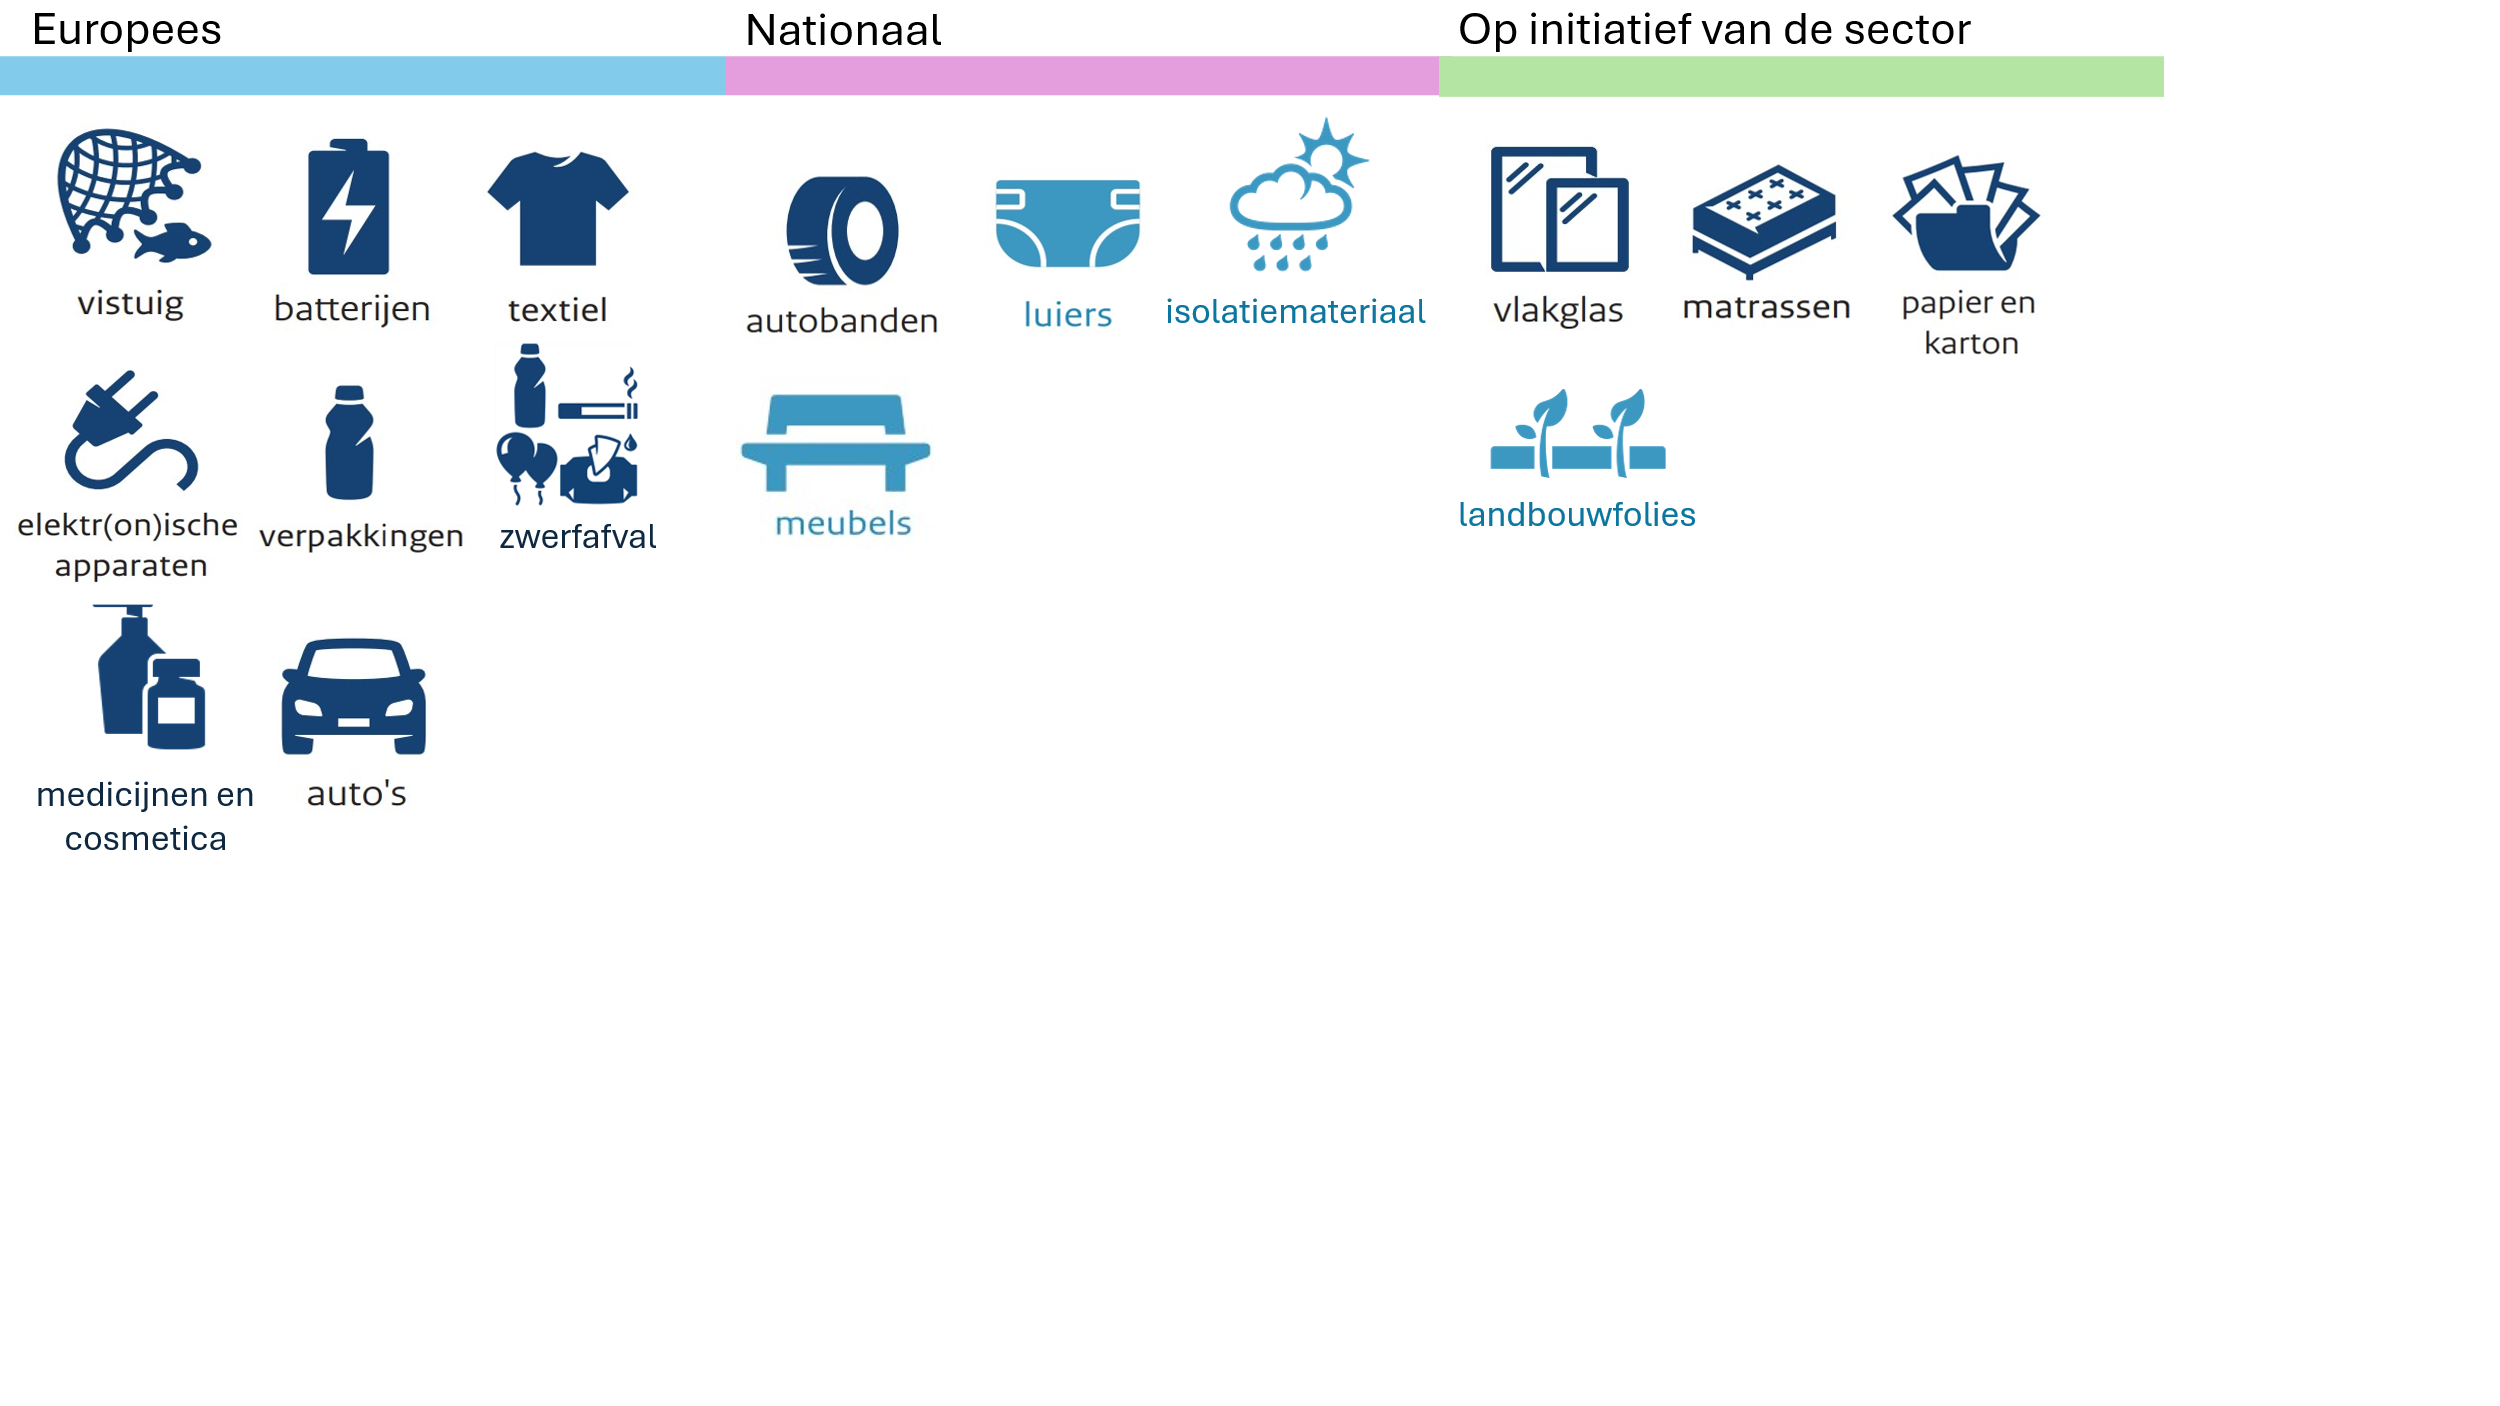 Europees
Nationaal
Op initiatief van de sector
vistuig
batterijen
textiel
autobanden
luiers
isolatiemateriaal
vlakglas
matrassen
papier en
karton
elektr(on)ische
apparaten
verpakkingen
zwerfafval
meubels
landbouwfolies
medicijnen en
cosmetica
auto's